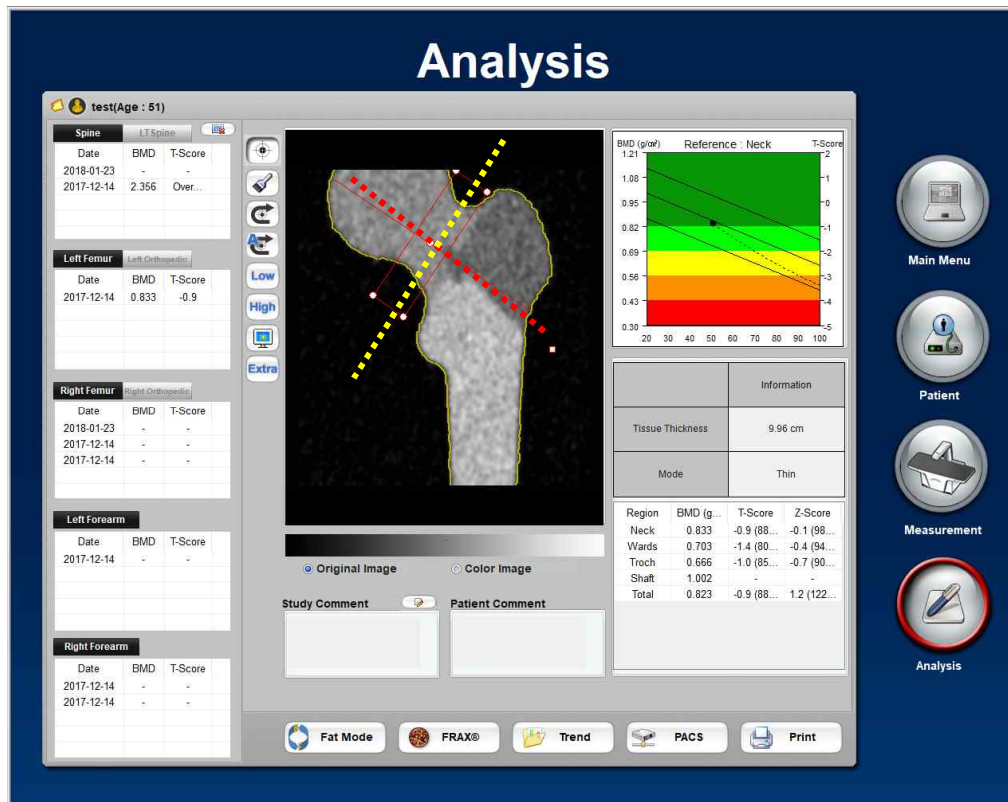 Analysis
test(Age : 51)
Spine LTSpine
Date BMD T-Score
2018-01-23 - -
2017-12-14 2.356 Over...
Left Femur Left Orthopedic
Date BMD T-Score
2017-12-14 0.833 -0.9
Right Femur Right Orthopedic
Date BMD T-Score
2018-01-23 - -
2017-12-14 - -
2017-12-14 - -
Left Forearm
Date BMD T-Score
2017-12-14 - -
Right Forearm
Date BMD T-Score
2017-12-14 - -
2017-12-14 - -
A
Low
High
Extra
Original Image Color Image
Study Comment Patient Comment
BMD (g/㎠) Reference : Neck T-Score
1.21 2
1.08 1
0.95 0
0.82 -1
0.69 -2
0.56 -3
0.43 -4
0.30 -5
20 30 40 50 60 70 80 90 100
Information
Tissue Thickness 9.96 cm
Mode Thin
Region BMD (g... T-Score Z-Score
Neck 0.833 -0.9 (88... -0.1 (98...
Wards 0.703 -1.4 (80... -0.4 (94...
Troch 0.666 -1.0 (85... -0.7 (90...
Shaft 1.002 - -
Total 0.823 -0.9 (88... 1.2 (122...
Fat Mode FRAX® Trend PACS Print
Main Menu
Patient
Measurement
Analysis